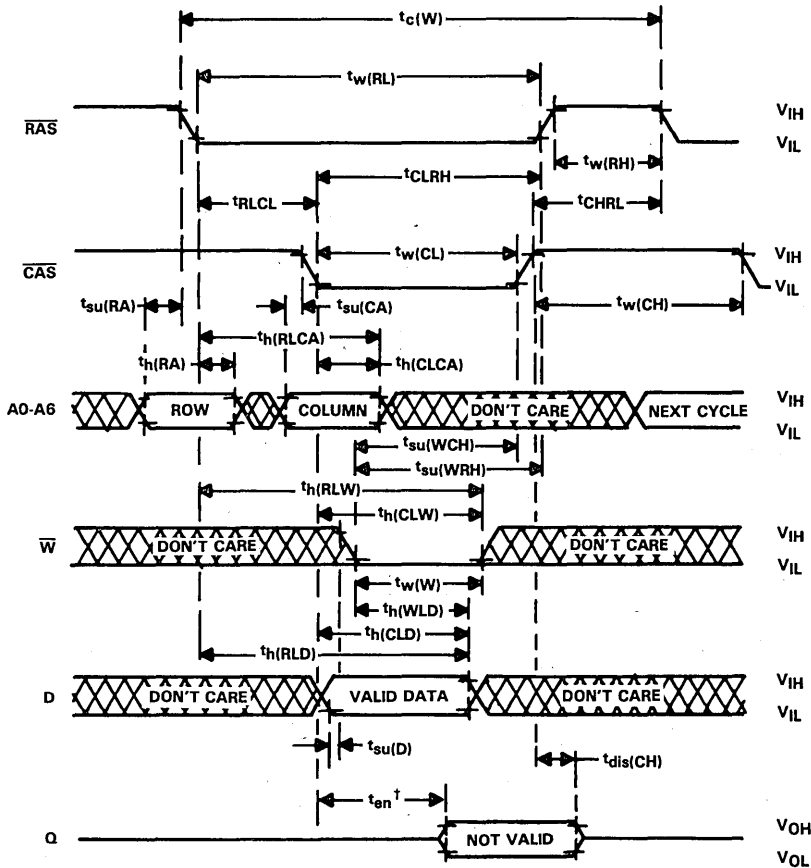 tc(W)
tw(RL)
RAS
VIH
VIL
tw(RH)
tCLRH
tRLCL
tCHRL
CAS
tw(CL)
VIH
VIL
tsu(RA)
tsu(CA)
tw(CH)
th(RLCA)
th(RA)
th(CLCA)
A0-A6
ROW
COLUMN
DON'T CARE
NEXT CYCLE
VIH
VIL
tsu(WCH)
tsu(WRH)
th(RLW)
th(CLW)
W
DON'T CARE
DON'T CARE
VIH
VIL
tw(W)
th(WLD)
th(CLD)
th(RLD)
D
DON'T CARE
VALID DATA
DON'T CARE
VIH
VIL
tsu(D)
tdis(CH)
ten†
Q
NOT VALID
VOH
VOL